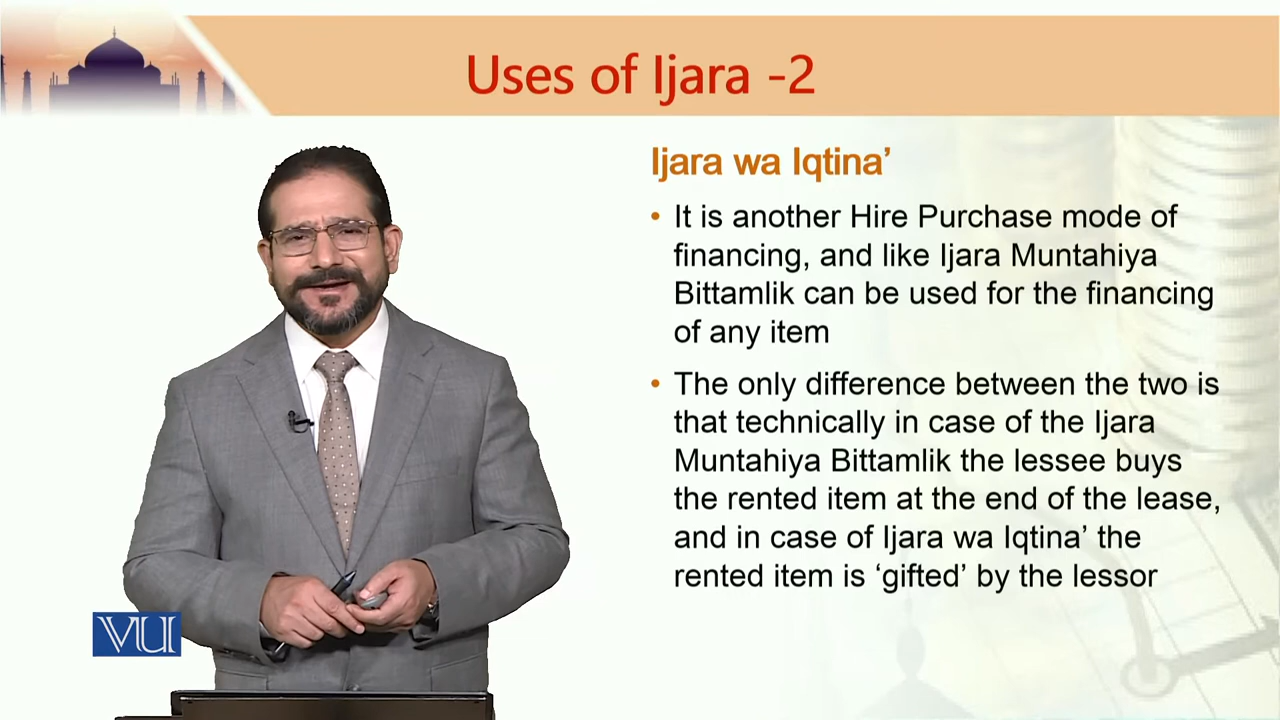 Uses of Ijara -2
Ijara wa Iqtina’
• It is another Hire Purchase mode of
financing, and like Ijara Muntahiya
Bittamlik can be used for the financing
of any item
• The only difference between the two is
that technically in case of the Ijara
Muntahiya Bittamlik the lessee buys
the rented item at the end of the lease,
and in case of Ijara wa Iqtina’ the
rented item is ‘gifted’ by the lessor
VU